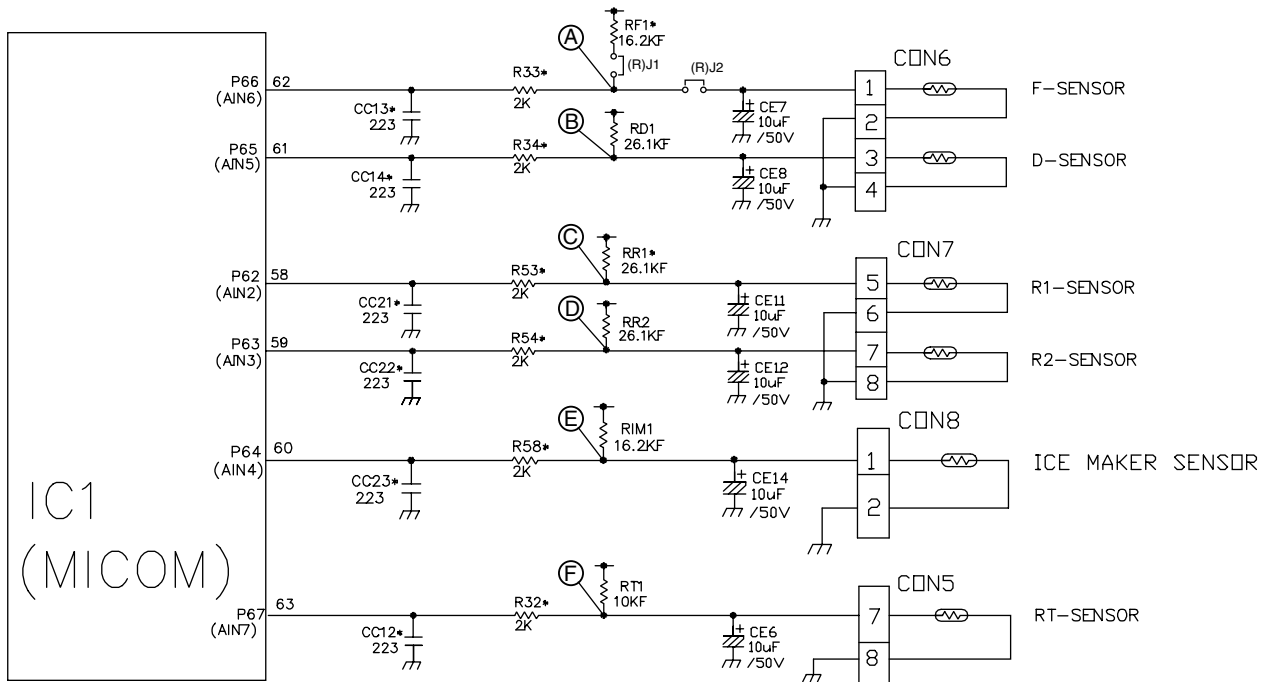 RF1*
16.2KF
(R)J1
A
(R)J2
CON6
P66
(AIN6)
62
R33*
2K
CC13*
223
CE7
10uF
/50V
1
2
F-SENSOR
B
RD1
26.1KF
P65
(AIN5)
61
R34*
2K
CC14*
223
CE8
10uF
/50V
3
4
D-SENSOR
C
RR1*
26.1KF
CON7
P62
(AIN2)
58
R53*
2K
CC21*
223
CE11
10uF
/50V
5
6
R1-SENSOR
D
RR2
26.1KF
P63
(AIN3)
59
R54*
2K
CC22*
223
CE12
10uF
/50V
7
8
R2-SENSOR
E
RIM1
16.2KF
CON8
P64
(AIN4)
60
R58*
2K
CC23*
223
CE14
10uF
/50V
1
2
ICE MAKER SENSOR
IC1
(MICOM)
F
RT1
10KF
CON5
P67
(AIN7)
63
R32*
2K
CC12*
223
CE6
10uF
/50V
7
8
RT-SENSOR
+
+
+
+
+
+